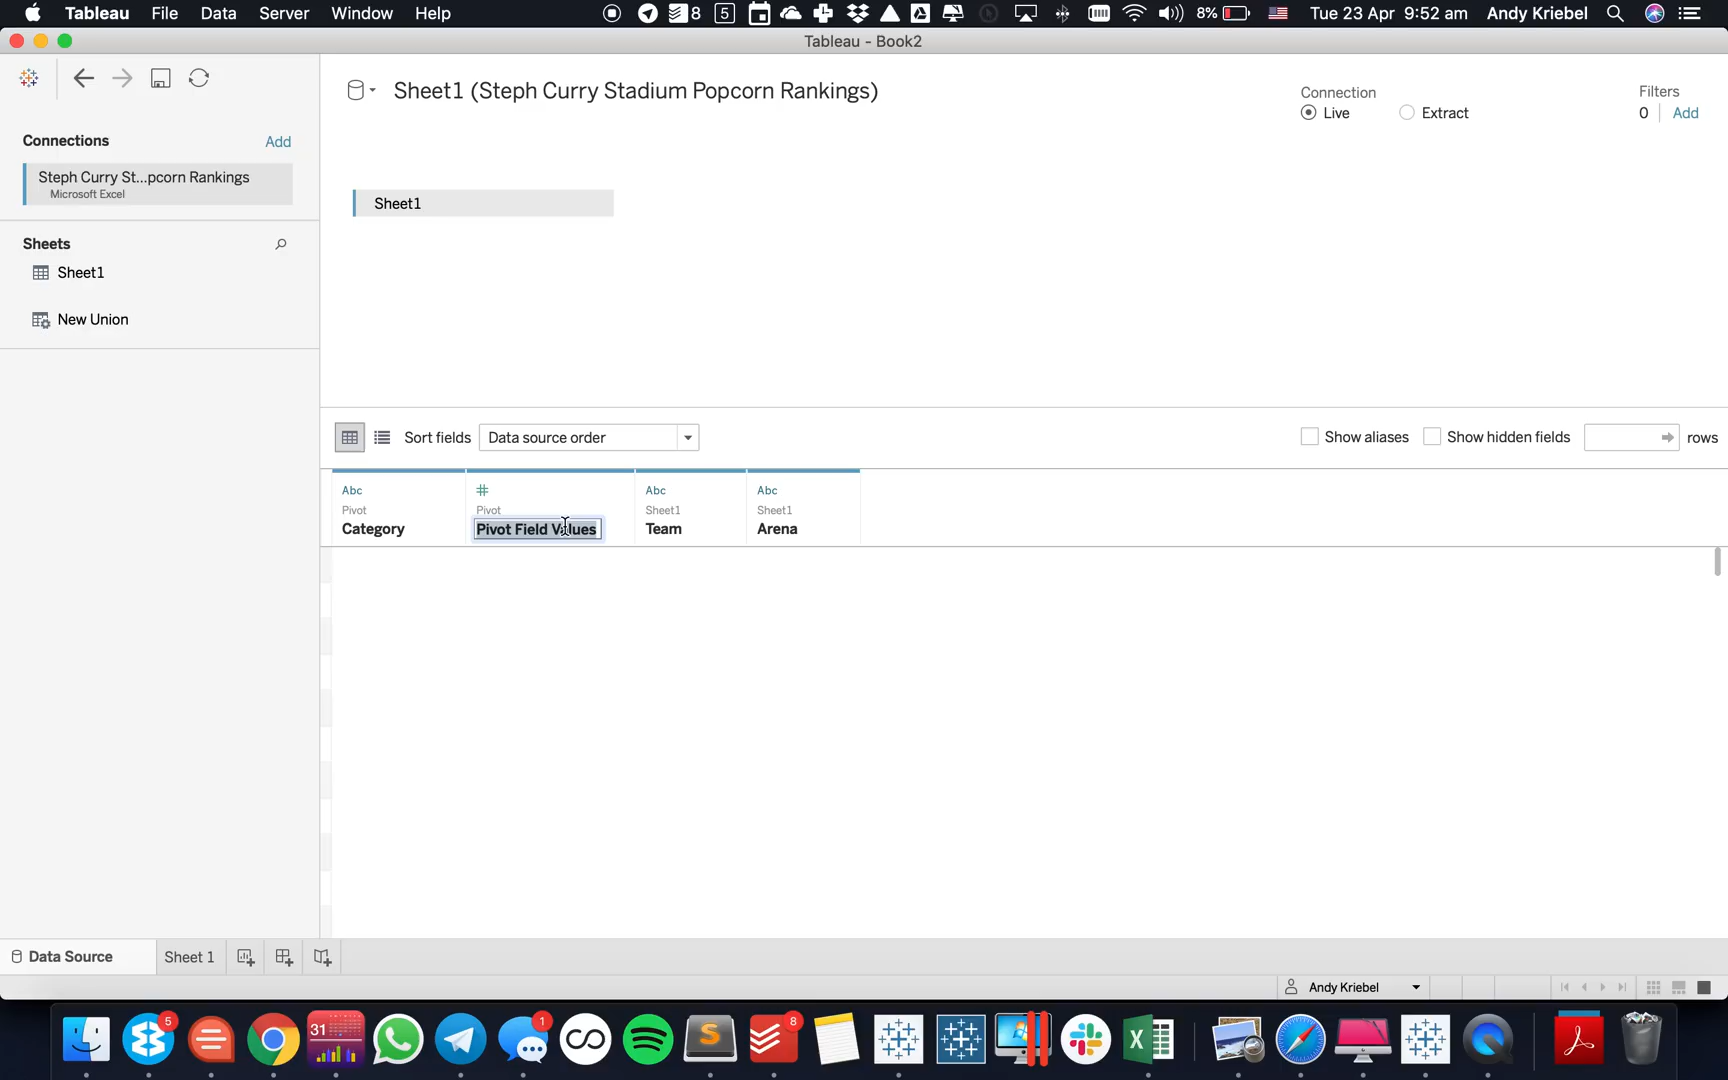 Tableau File Data Server Window Help 8 5 8% Tue 23 Apr 9:52 am Andy Kriebel
Tableau - Book2
Sheet1 (Steph Curry Stadium Popcorn Rankings)
Connection
Live Extract
Filters
0 Add
Connections Add
Steph Curry St...pcorn Rankings
Microsoft Excel
Sheets
Sheet1
New Union
Sheet1
Sort fields Data source order Show aliases Show hidden fields rows
Abc # Abc Abc
Pivot Pivot Sheet1 Sheet1
Category Pivot Field Values Team Arena
Data Source Sheet 1
Andy Kriebel
5 31 1 8